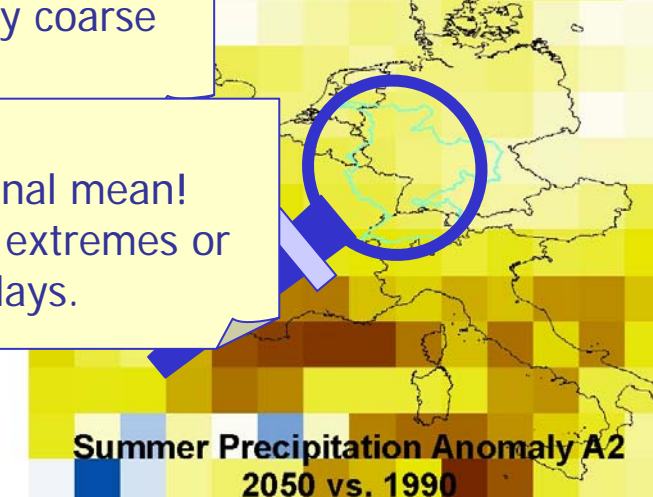 y coarse
nal mean!
extremes or
lays.
Summer Precipitation Anomaly A2
2050 vs. 1990